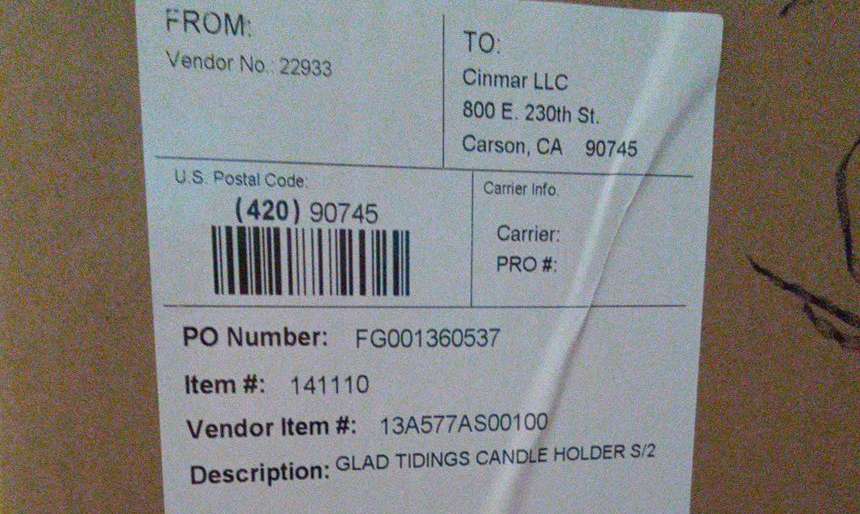 FROM:
Vendor No.: 22933
TO:
Cinmar LLC
800 E. 230th St.
Carson, CA 90745
U.S. Postal Code:
(420) 90745
Carrier Info.
Carrier:
PRO #:
PO Number: FG001360537
Item #: 141110
Vendor Item #: 13A577AS00100
Description: GLAD TIDINGS CANDLE HOLDER S/2